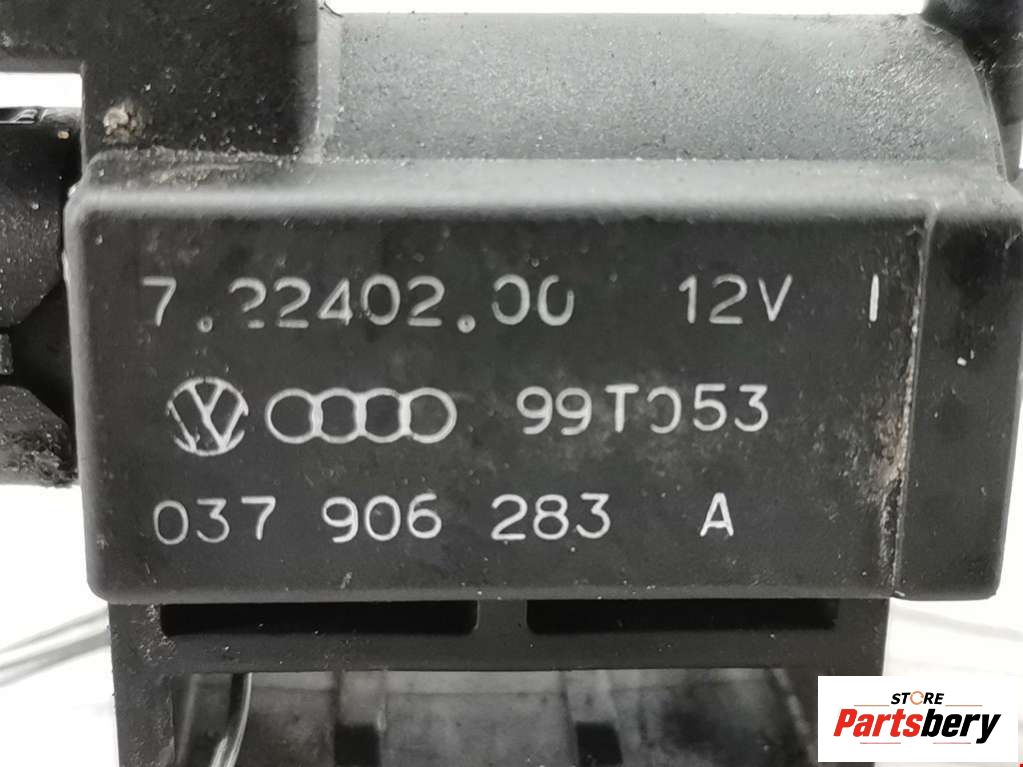 7.22402.00 12V I
99T053
037 906 283 A
STORE
Partsbery